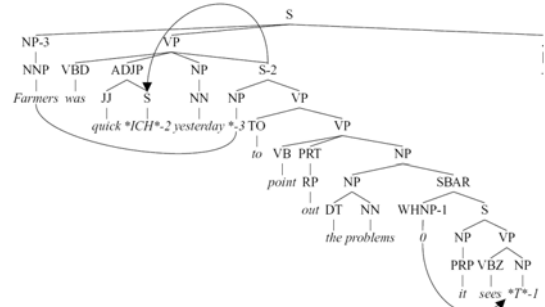 S
NP-3 VP
NNP VBD ADJP NP S-2
Farmers was JJ S NN NP VP
quick *ICH*-2 yesterday *-3 TO VP
to VB PRT NP
point RP NP SBAR
out DT NN WHNP-1 S
the problems 0 NP VP
PRP VBZ NP
it sees *T*-1